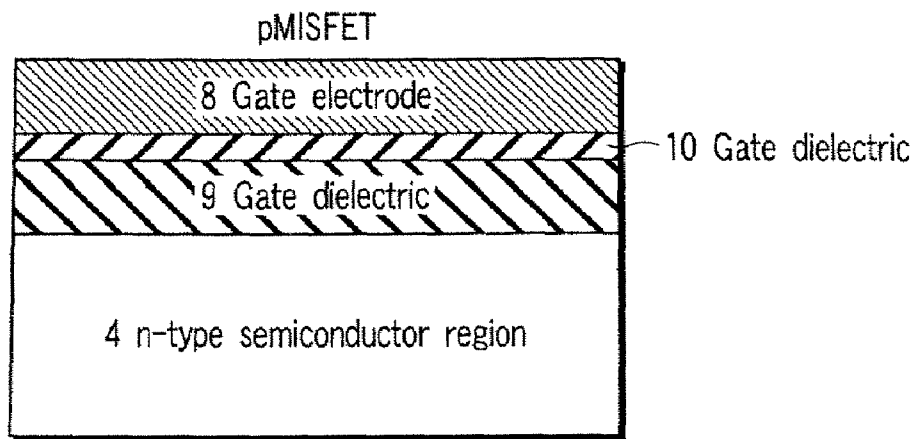 pMISFET
8 Gate electrode
10 Gate dielectric
9 Gate dielectric
4 n-type semiconductor region